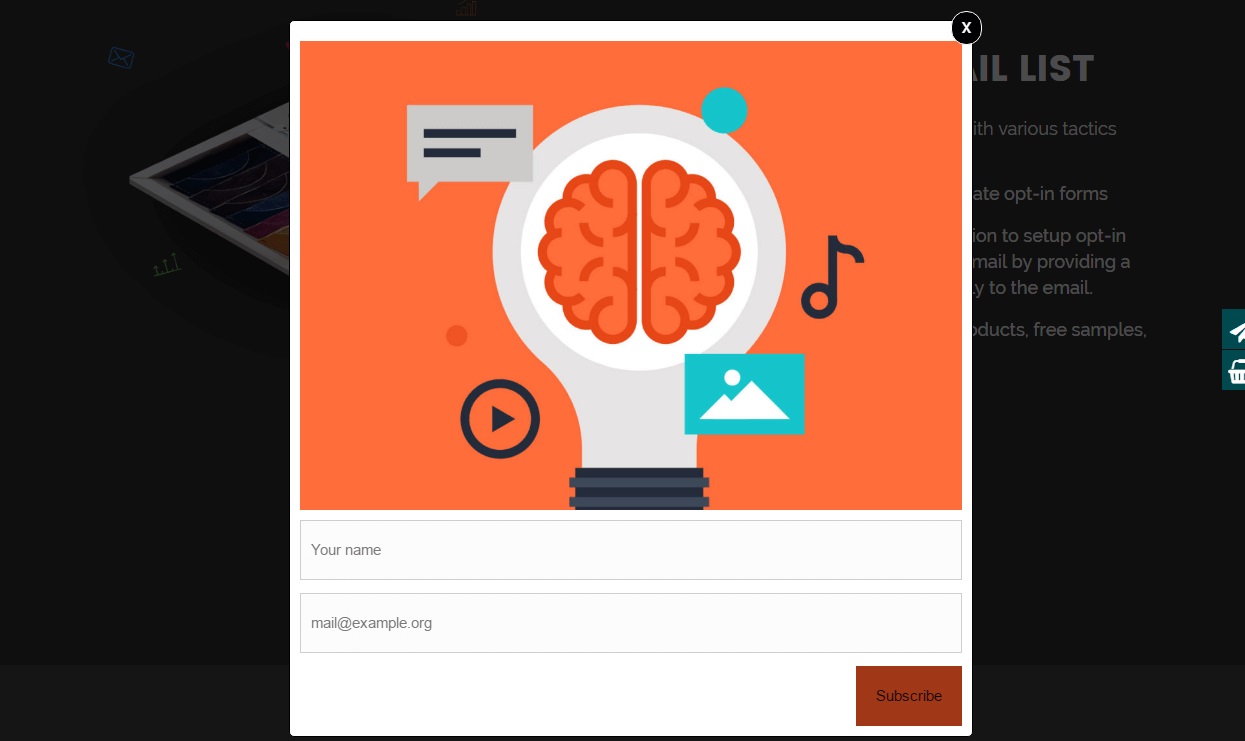 X
AIL LIST
ith various tactics
ate opt-in forms
ion to setup opt-in
mail by providing a
y to the email.
oducts, free samples,
Your name
mail@example.org
Subscribe